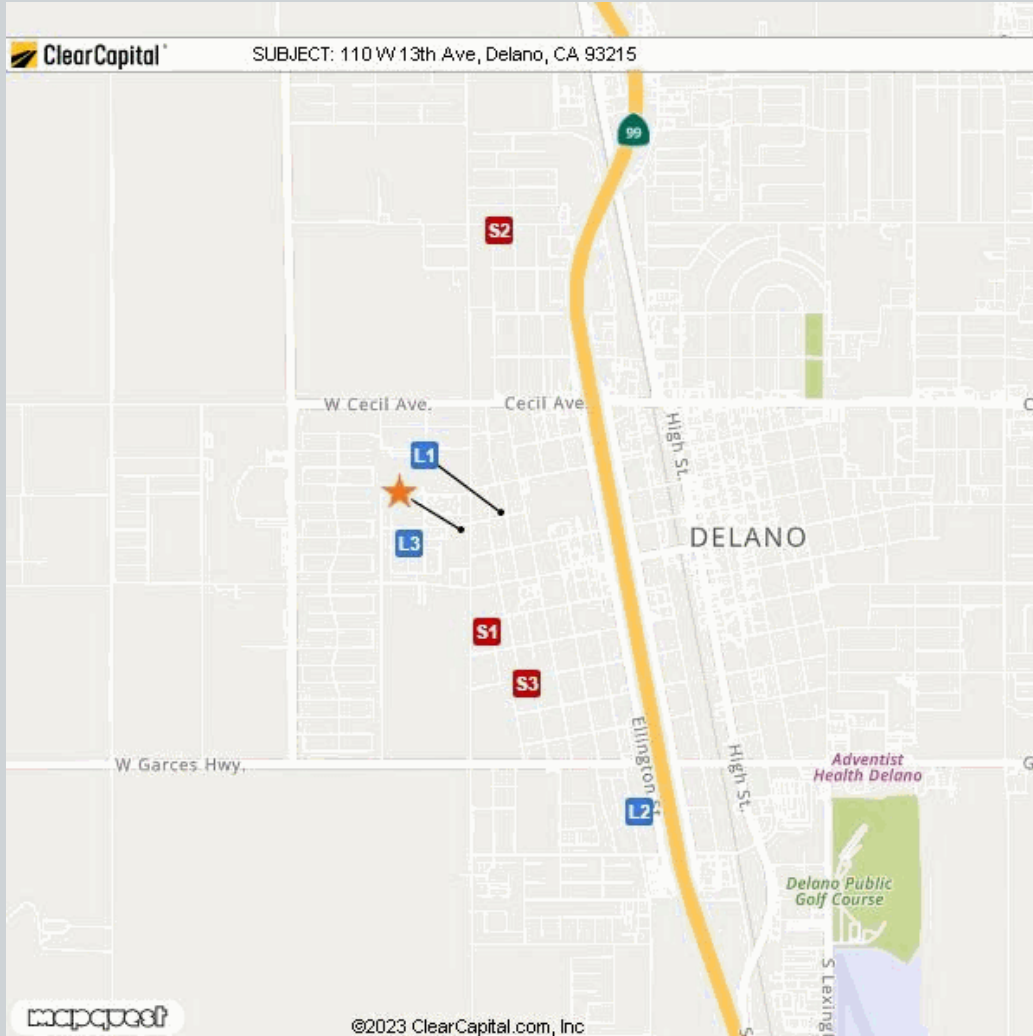 ClearCapital
SUBJECT: 110 W 13th Ave, Delano, CA 93215
99
S2
W Cecil Ave.
Cecil Ave.
C
L1
High St.
DELANO
L3
S1
S3
Ellington St.
W Garces Hwy.
High St.
Adventist
Health Delano
G
L2
Delano Public
Golf Course
S Lexing
S
mapquest
©2023 ClearCapital.com, Inc